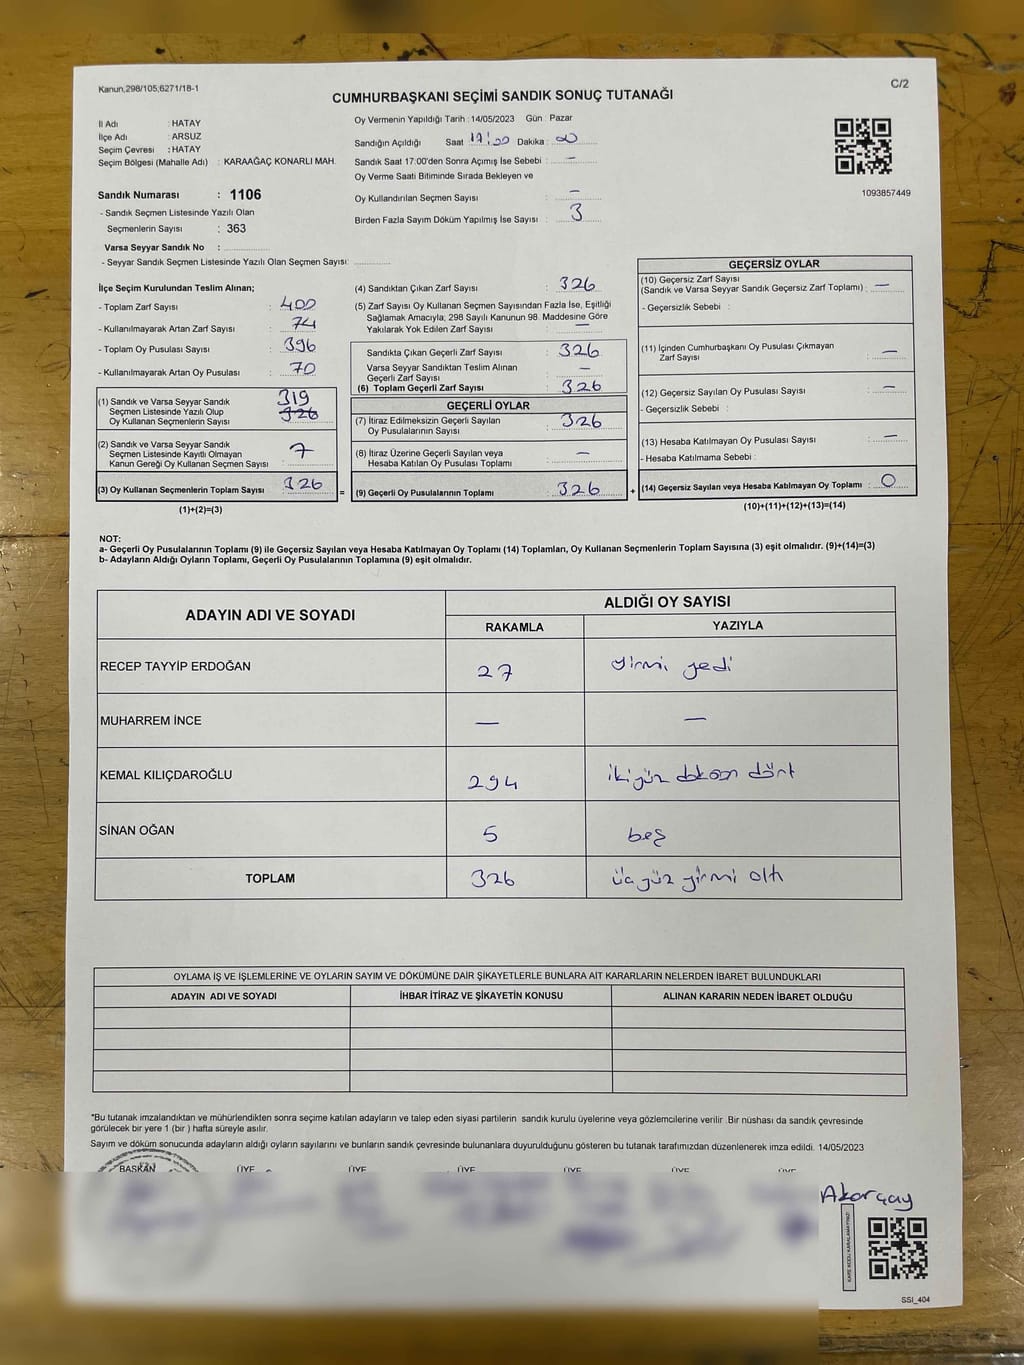 Kanun,298/105;6271/18-1
C/2
CUMHURBAŞKANI SEÇİMİ SANDIK SONUÇ TUTANAĞI
İl Adı : HATAY
İlçe Adı : ARSUZ
Seçim Çevresi : HATAY
Seçim Bölgesi (Mahalle Adı) : KARAAĞAÇ KONARLI MAH.
Sandık Numarası : 1106
- Sandık Seçmen Listesinde Yazılı Olan
Seçmenlerin Sayısı : 363
Varsa Seyyar Sandık No :
- Seyyar Sandık Seçmen Listesinde Yazılı Olan Seçmen Sayısı:
Oy Vermenin Yapıldığı Tarih : 14/05/2023 Gün : Pazar
Sandığın Açıldığı Saat 17:00 Dakika : 00
Sandık Saat 17:00'den Sonra Açımış İse Sebebi : —
Oy Verme Saati Bitiminde Sırada Bekleyen ve
Oy Kullandırılan Seçmen Sayısı : —
Birden Fazla Sayım Döküm Yapılmış İse Sayısı : 3
1093857449
İlçe Seçim Kurulundan Teslim Alınan;
- Toplam Zarf Sayısı : 400
- Kullanılmayarak Artan Zarf Sayısı : 74
- Toplam Oy Pusulası Sayısı : 396
- Kullanılmayarak Artan Oy Pusulası : 70
(1) Sandık ve Varsa Seyyar Sandık 319
Seçmen Listesinde Yazılı Olup : 326
Oy Kullanan Seçmenlerin Sayısı
(2) Sandık ve Varsa Seyyar Sandık
Seçmen Listesinde Kayıtlı Olmayan : 7
Kanun Gereği Oy Kullanan Seçmen Sayısı
(3) Oy Kullanan Seçmenlerin Toplam Sayısı : 326
(1)+(2)=(3)
(4) Sandıktan Çıkan Zarf Sayısı : 326
(5) Zarf Sayısı Oy Kullanan Seçmen Sayısından Fazla İse, Eşitliği
Sağlamak Amacıyla; 298 Sayılı Kanunun 98. Maddesine Göre
Yakılarak Yok Edilen Zarf Sayısı : —
Sandıkta Çıkan Geçerli Zarf Sayısı : 326
Varsa Seyyar Sandıktan Teslim Alınan
Geçerli Zarf Sayısı : —
(6) Toplam Geçerli Zarf Sayısı : 326
GEÇERLİ OYLAR
(7) İtiraz Edilmeksizin Geçerli Sayılan
Oy Pusulalarının Sayısı : 326
(8) İtiraz Üzerine Geçerli Sayılan veya
Hesaba Katılan Oy Pusulası Toplamı : —
= (9) Geçerli Oy Pusulalarının Toplamı : 326
GEÇERSİZ OYLAR
(10) Geçersiz Zarf Sayısı
(Sandık ve Varsa Seyyar Sandık Geçersiz Zarf Toplamı) : —
- Geçersizlik Sebebi :
(11) İçinden Cumhurbaşkanı Oy Pusulası Çıkmayan
Zarf Sayısı : —
(12) Geçersiz Sayılan Oy Pusulası Sayısı : —
- Geçersizlik Sebebi :
(13) Hesaba Katılmayan Oy Pusulası Sayısı : —
- Hesaba Katılmama Sebebi :
+ (14) Geçersiz Sayılan veya Hesaba Katılmayan Oy Toplamı : 0
(10)+(11)+(12)+(13)=(14)
NOT:
a- Geçerli Oy Pusulalarının Toplamı (9) ile Geçersiz Sayılan veya Hesaba Katılmayan Oy Toplamı (14) Toplamları, Oy Kullanan Seçmenlerin Toplam Sayısına (3) eşit olmalıdır. (9)+(14)=(3)
b- Adayların Aldığı Oyların Toplamı, Geçerli Oy Pusulalarının Toplamına (9) eşit olmalıdır.
ADAYIN ADI VE SOYADI
ALDIĞI OY SAYISI
RAKAMLA YAZIYLA
RECEP TAYYİP ERDOĞAN 27 yirmi yedi
MUHARREM İNCE — —
KEMAL KILIÇDAROĞLU 294 ikiyüz doksan dört
SİNAN OĞAN 5 beş
TOPLAM 326 üç yüz yirmi altı
OYLAMA İŞ VE İŞLEMLERİNE VE OYLARIN SAYIM VE DÖKÜMÜNE DAİR ŞİKAYETLERLE BUNLARA AİT KARARLARIN NELERDEN İBARET BULUNDUKLARI
ADAYIN ADI VE SOYADI İHBAR İTİRAZ VE ŞİKAYETİN KONUSU ALINAN KARARIN NEDEN İBARET OLDUĞU
*Bu tutanak imzalandıktan ve mühürlendikten sonra seçime katılan adayların ve talep eden siyasi partilerin sandık kurulu üyelerine veya gözlemcilerine verilir .Bir nüshası da sandık çevresinde
görülecek bir yere 1 (bir ) hafta süreyle asılır.
Sayım ve döküm sonucunda adayların aldığı oyların sayılarını ve bunların sandık çevresinde bulunanlara duyurulduğunu gösteren bu tutanak tarafımızdan düzenlenerek imza edildi. 14/05/2023
BAŞKAN ÜYE ÜYE ÜYE ÜYE ÜYE ÜYE
Akarçay
KARE KODU KARALAMAYINIZ!
SSI_404